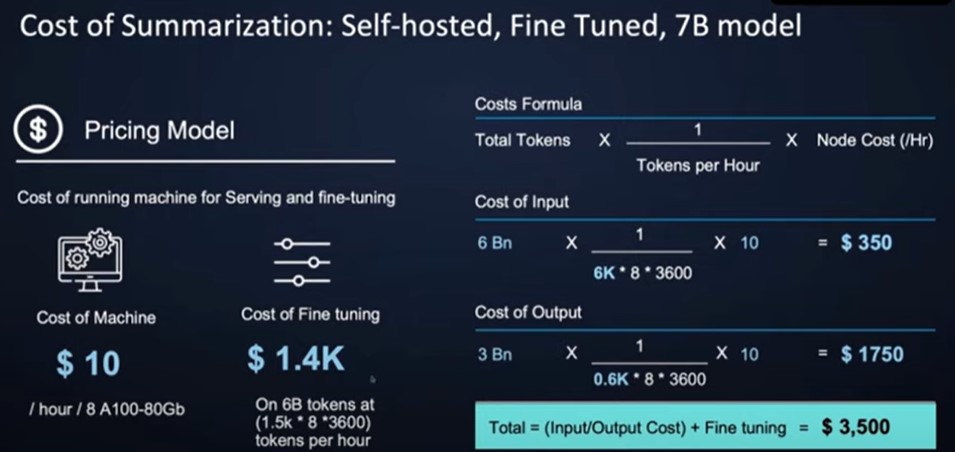 Cost of Summarization: Self-hosted, Fine Tuned, 7B model
$ Pricing Model
Cost of running machine for Serving and fine-tuning
Cost of Machine
$ 10
/ hour / 8 A100-80Gb
Cost of Fine tuning
$ 1.4K
On 6B tokens at
(1.5k * 8 *3600)
tokens per hour
Costs Formula
Total Tokens X 1 X Node Cost (/Hr)
Tokens per Hour
Cost of Input
6 Bn X 1 X 10 = $ 350
6K * 8 * 3600
Cost of Output
3 Bn X 1 X 10 = $ 1750
0.6K * 8 * 3600
Total = (Input/Output Cost) + Fine tuning = $ 3,500